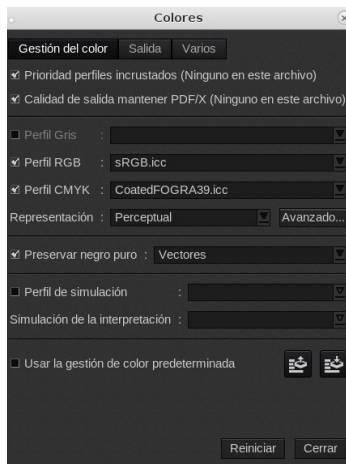 Colores
Gestión del color Salida Varios
Prioridad perfiles incrustados (Ninguno en este archivo)
Calidad de salida mantener PDF/X (Ninguno en este archivo)
Perfil Gris :
Perfil RGB : sRGB.icc
Perfil CMYK : CoatedFOGRA39.icc
Representación : Perceptual Avanzado...
Preservar negro puro : Vectores
Perfil de simulación :
Simulación de la interpretación :
Usar la gestión de color predeterminada
Reiniciar Cerrar